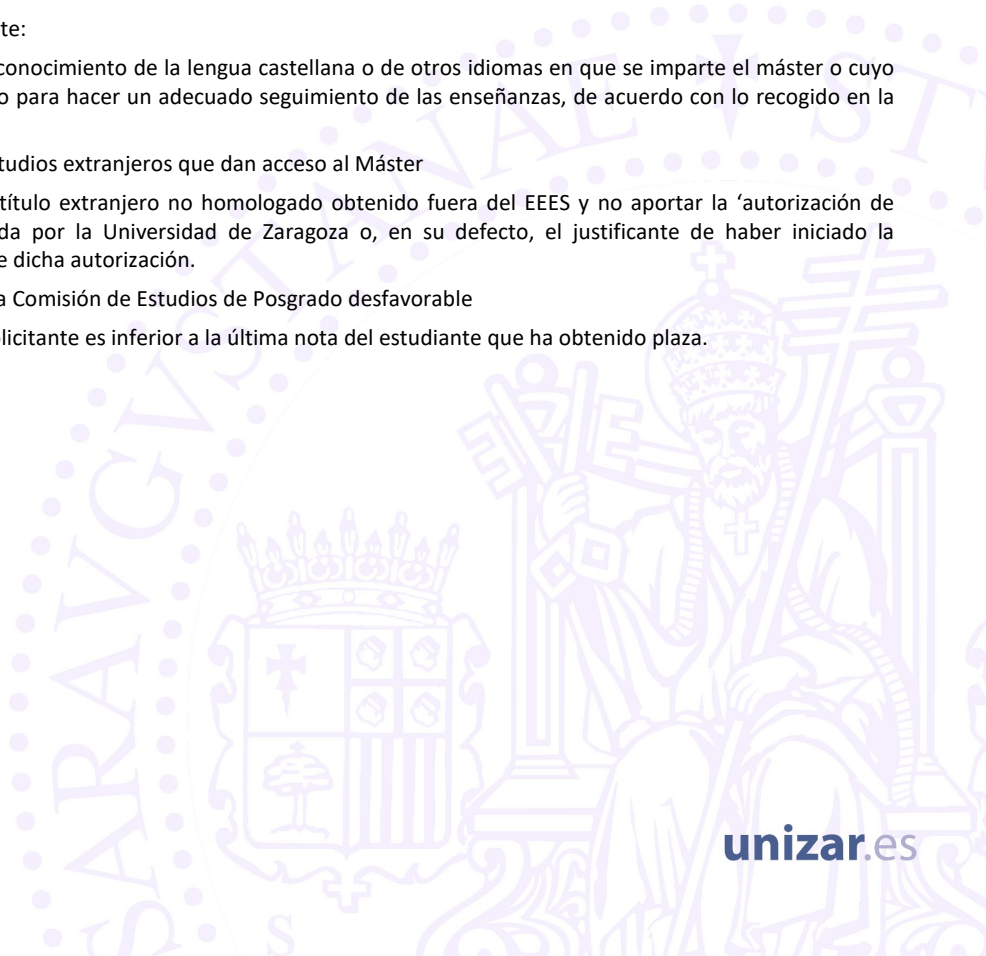 te:
conocimiento de la lengua castellana o de otros idiomas en que se imparte el máster o cuyo
o para hacer un adecuado seguimiento de las enseñanzas, de acuerdo con lo recogido en la
tudios extranjeros que dan acceso al Máster
título extranjero no homologado obtenido fuera del EEES y no aportar la ‘autorización de
da por la Universidad de Zaragoza o, en su defecto, el justificante de haber iniciado la
e dicha autorización.
a Comisión de Estudios de Posgrado desfavorable
licitante es inferior a la última nota del estudiante que ha obtenido plaza.
SARAVGVSTANAE ST
S
unizar.es